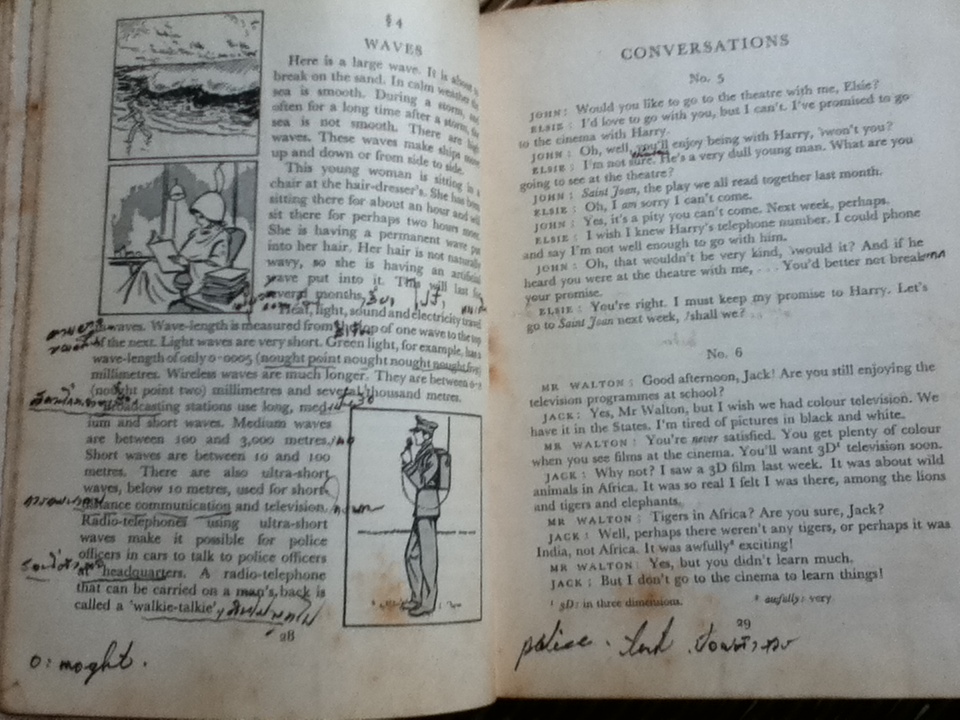 § 4
WAVES
Here is a large wave. It is about to
break on the sand. In calm weather the
sea is smooth. During a storm, and
often for a long time after a storm, the
sea is not smooth. There are high
waves. These waves make ships move
up and down or from side to side.
This young woman is sitting in a
chair at the hair-dresser's. She has been
sitting there for about an hour and will
sit there for perhaps two hours more.
She is having a permanent wave put
into her hair. Her hair is not naturally
wavy, so she is having an artificial
wave put into it. This will last for
several months.
Heat, light, sound and electricity travel
in waves. Wave-length is measured from the top of one wave to the top
of the next. Light waves are very short. Green light, for example, has a
wave-length of only 0·0005 (nought point nought nought nought five)
millimetres. Wireless waves are much longer. They are between 0·2
(nought point two) millimetres and several thousand metres.
Broadcasting stations use long, med-
ium and short waves. Medium waves
are between 100 and 3,000 metres.
Short waves are between 10 and 100
metres. There are also ultra-short
waves, below 10 metres, used for short
distance communication and television.
Radio-telephones using ultra-short
waves make it possible for police
officers in cars to talk to police officers
at headquarters. A radio-telephone
that can be carried on a man's back is
called a 'walkie-talkie'.
28
0: nought.
CONVERSATIONS
No. 5
JOHN: Would you like to go to the theatre with me, Elsie?
ELSIE: I'd love to go with you, but I can't. I've promised to go
to the cinema with Harry.
JOHN: Oh, well, you'll enjoy being with Harry, won't you?
ELSIE: I'm not sure. He's a very dull young man. What are you
going to see at the theatre?
JOHN: Saint Joan, the play we all read together last month.
ELSIE: Oh, I am sorry I can't come.
JOHN: Yes, it's a pity you can't come. Next week, perhaps.
ELSIE: I wish I knew Harry's telephone number. I could phone
and say I'm not well enough to go with him.
JOHN: Oh, that wouldn't be very kind, would it? And if he
heard you were at the theatre with me, . . . You'd better not break
your promise.
ELSIE: You're right. I must keep my promise to Harry. Let's
go to Saint Joan next week, shall we?
No. 6
MR WALTON: Good afternoon, Jack! Are you still enjoying the
television programmes at school?
JACK: Yes, Mr Walton, but I wish we had colour television. We
have it in the States. I'm tired of pictures in black and white.
MR WALTON: You're never satisfied. You get plenty of colour
when you see films at the cinema. You'll want 3D¹ television soon.
JACK: Why not? I saw a 3D film last week. It was about wild
animals in Africa. It was so real I felt I was there, among the lions
and tigers and elephants.
MR WALTON: Tigers in Africa? Are you sure, Jack?
JACK: Well, perhaps there weren't any tigers, or perhaps it was
India, not Africa. It was awfully² exciting!
MR WALTON: Yes, but you didn't learn much.
JACK: But I don't go to the cinema to learn things!
¹ 3D: in three dimensions. ² awfully: very
29
police.